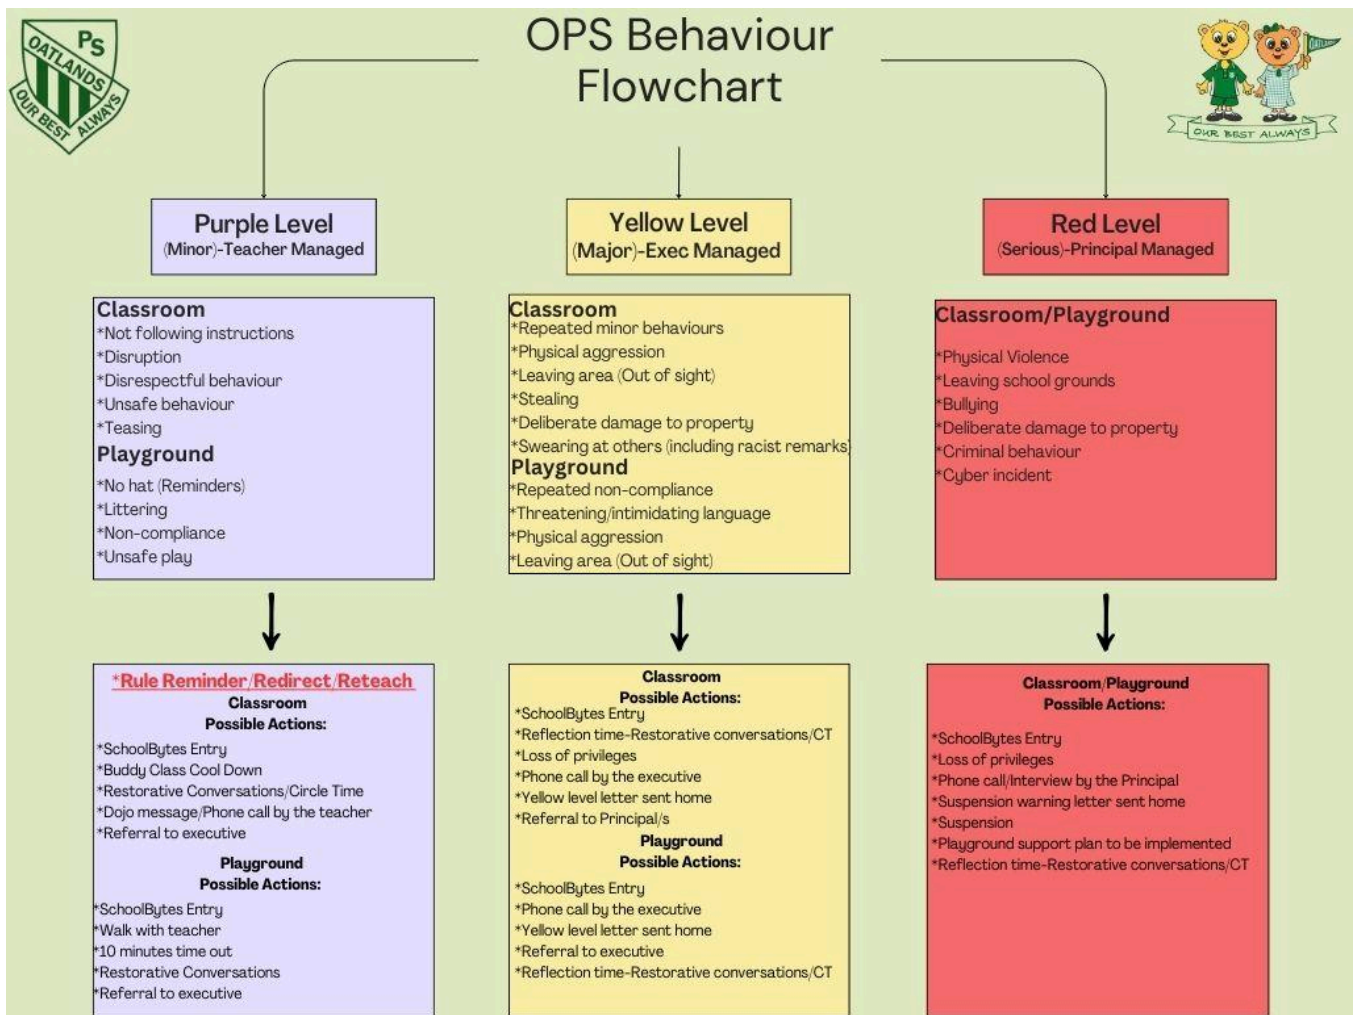 OPS Behaviour
Flowchart
PS
OATLANDS
OUR BEST ALWAYS
OATLANDS
OUR BEST ALWAYS
Purple Level
(Minor)-Teacher Managed
Classroom
*Not following instructions
*Disruption
*Disrespectful behaviour
*Unsafe behaviour
*Teasing
Playground
*No hat (Reminders)
*Littering
*Non-compliance
*Unsafe play
*Rule Reminder/Redirect/Reteach
Classroom
Possible Actions:
*SchoolBytes Entry
*Buddy Class Cool Down
*Restorative Conversations/Circle Time
*Dojo message/Phone call by the teacher
*Referral to executive
Playground
Possible Actions:
*SchoolBytes Entry
*Walk with teacher
*10 minutes time out
*Restorative Conversations
*Referral to executive
Yellow Level
(Major)-Exec Managed
Classroom
*Repeated minor behaviours
*Physical aggression
*Leaving area (Out of sight)
*Stealing
*Deliberate damage to property
*Swearing at others (including racist remarks)
Playground
*Repeated non-compliance
*Threatening/intimidating language
*Physical aggression
*Leaving area (Out of sight)
Classroom
Possible Actions:
*SchoolBytes Entry
*Reflection time-Restorative conversations/CT
*Loss of privileges
*Phone call by the executive
*Yellow level letter sent home
*Referral to Principal/s
Playground
Possible Actions:
*SchoolBytes Entry
*Phone call by the executive
*Yellow level letter sent home
*Referral to executive
*Reflection time-Restorative conversations/CT
Red Level
(Serious)-Principal Managed
Classroom/Playground
*Physical Violence
*Leaving school grounds
*Bullying
*Deliberate damage to property
*Criminal behaviour
*Cyber incident
Classroom/Playground
Possible Actions:
*SchoolBytes Entry
*Loss of privileges
*Phone call/Interview by the Principal
*Suspension warning letter sent home
*Suspension
*Playground support plan to be implemented
*Reflection time-Restorative conversations/CT